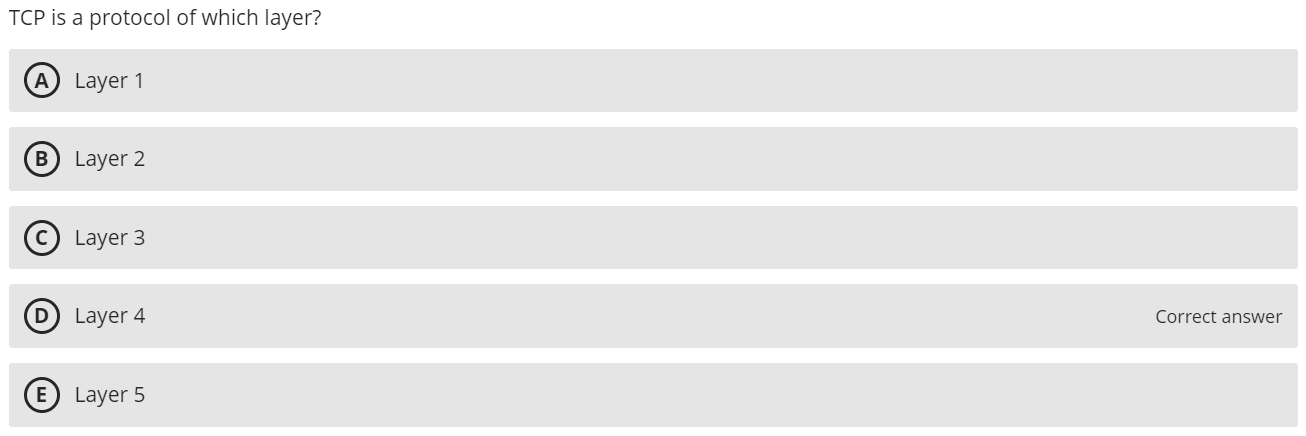 TCP is a protocol of which layer?
A Layer 1
B Layer 2
C Layer 3
D Layer 4 Correct answer
E Layer 5